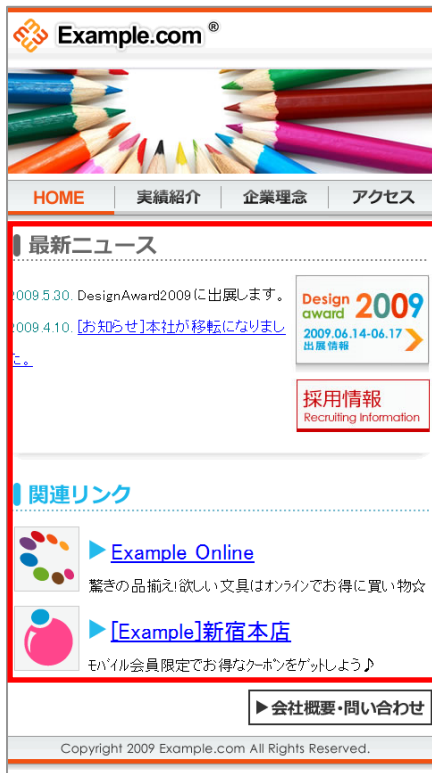 Example.com®
HOME 実績紹介 企業理念 アクセス
最新ニュース
2009.5.30. DesignAward2009に出展します。
2009.4.10. [お知らせ]本社が移転になりまし
た。
Design
award 2009
2009.06.14-06.17
出展情報
採用情報
Recruiting Information
関連リンク
▶Example Online
驚きの品揃え!欲しい文具はｵﾝﾗｲﾝでお得に買い物☆
▶[Example]新宿本店
ﾓﾊﾞｲﾙ会員限定でお得なｸｰﾎﾟﾝをｹﾞｯﾄしよう♪
▶会社概要・問い合わせ
Copyright 2009 Example.com All Rights Reserved.